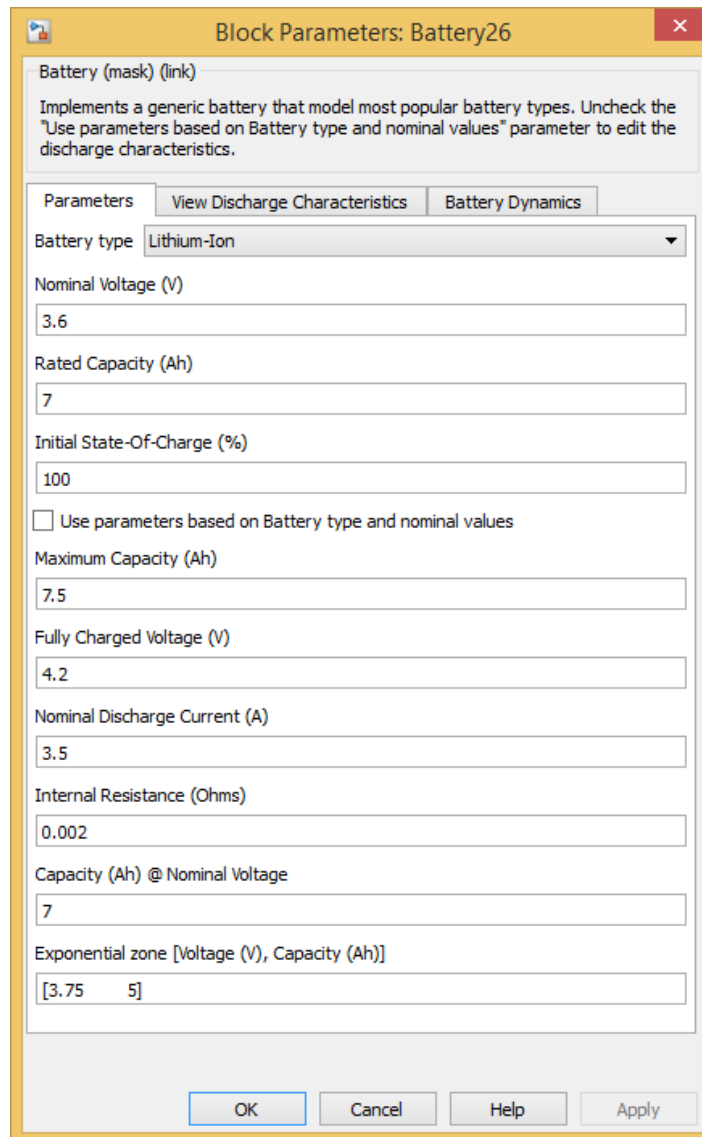 Block Parameters: Battery26
Battery (mask) (link)
Implements a generic battery that model most popular battery types. Uncheck the
"Use parameters based on Battery type and nominal values" parameter to edit the
discharge characteristics.
Parameters View Discharge Characteristics Battery Dynamics
Battery type Lithium-Ion
Nominal Voltage (V)
3.6
Rated Capacity (Ah)
7
Initial State-Of-Charge (%)
100
Use parameters based on Battery type and nominal values
Maximum Capacity (Ah)
7.5
Fully Charged Voltage (V)
4.2
Nominal Discharge Current (A)
3.5
Internal Resistance (Ohms)
0.002
Capacity (Ah) @ Nominal Voltage
7
Exponential zone [Voltage (V), Capacity (Ah)]
[3.75 5]
OK Cancel Help Apply